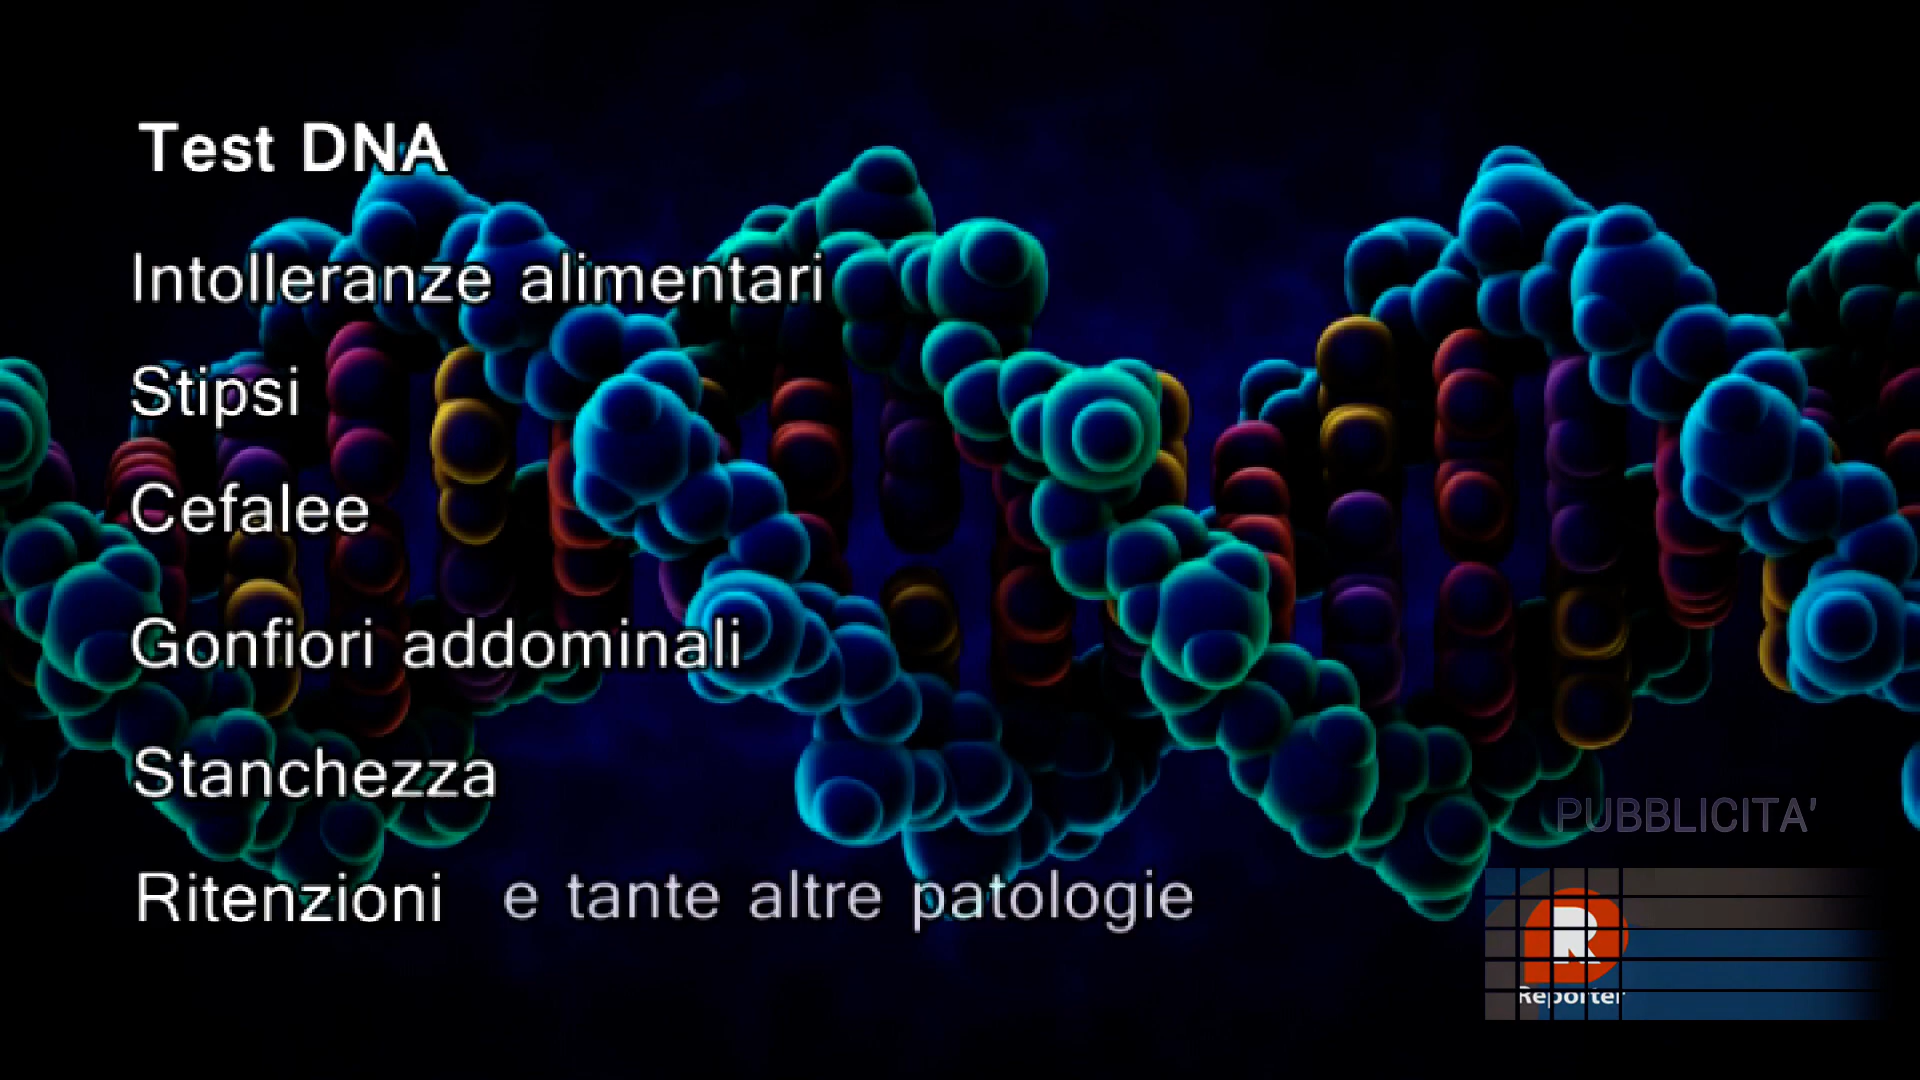 Test DNA
Intolleranze alimentari
Stipsi
Cefalee
Gonfiori addominali
Stanchezza
Ritenzioni e tante altre patologie
PUBBLICITA'
R
Reporter